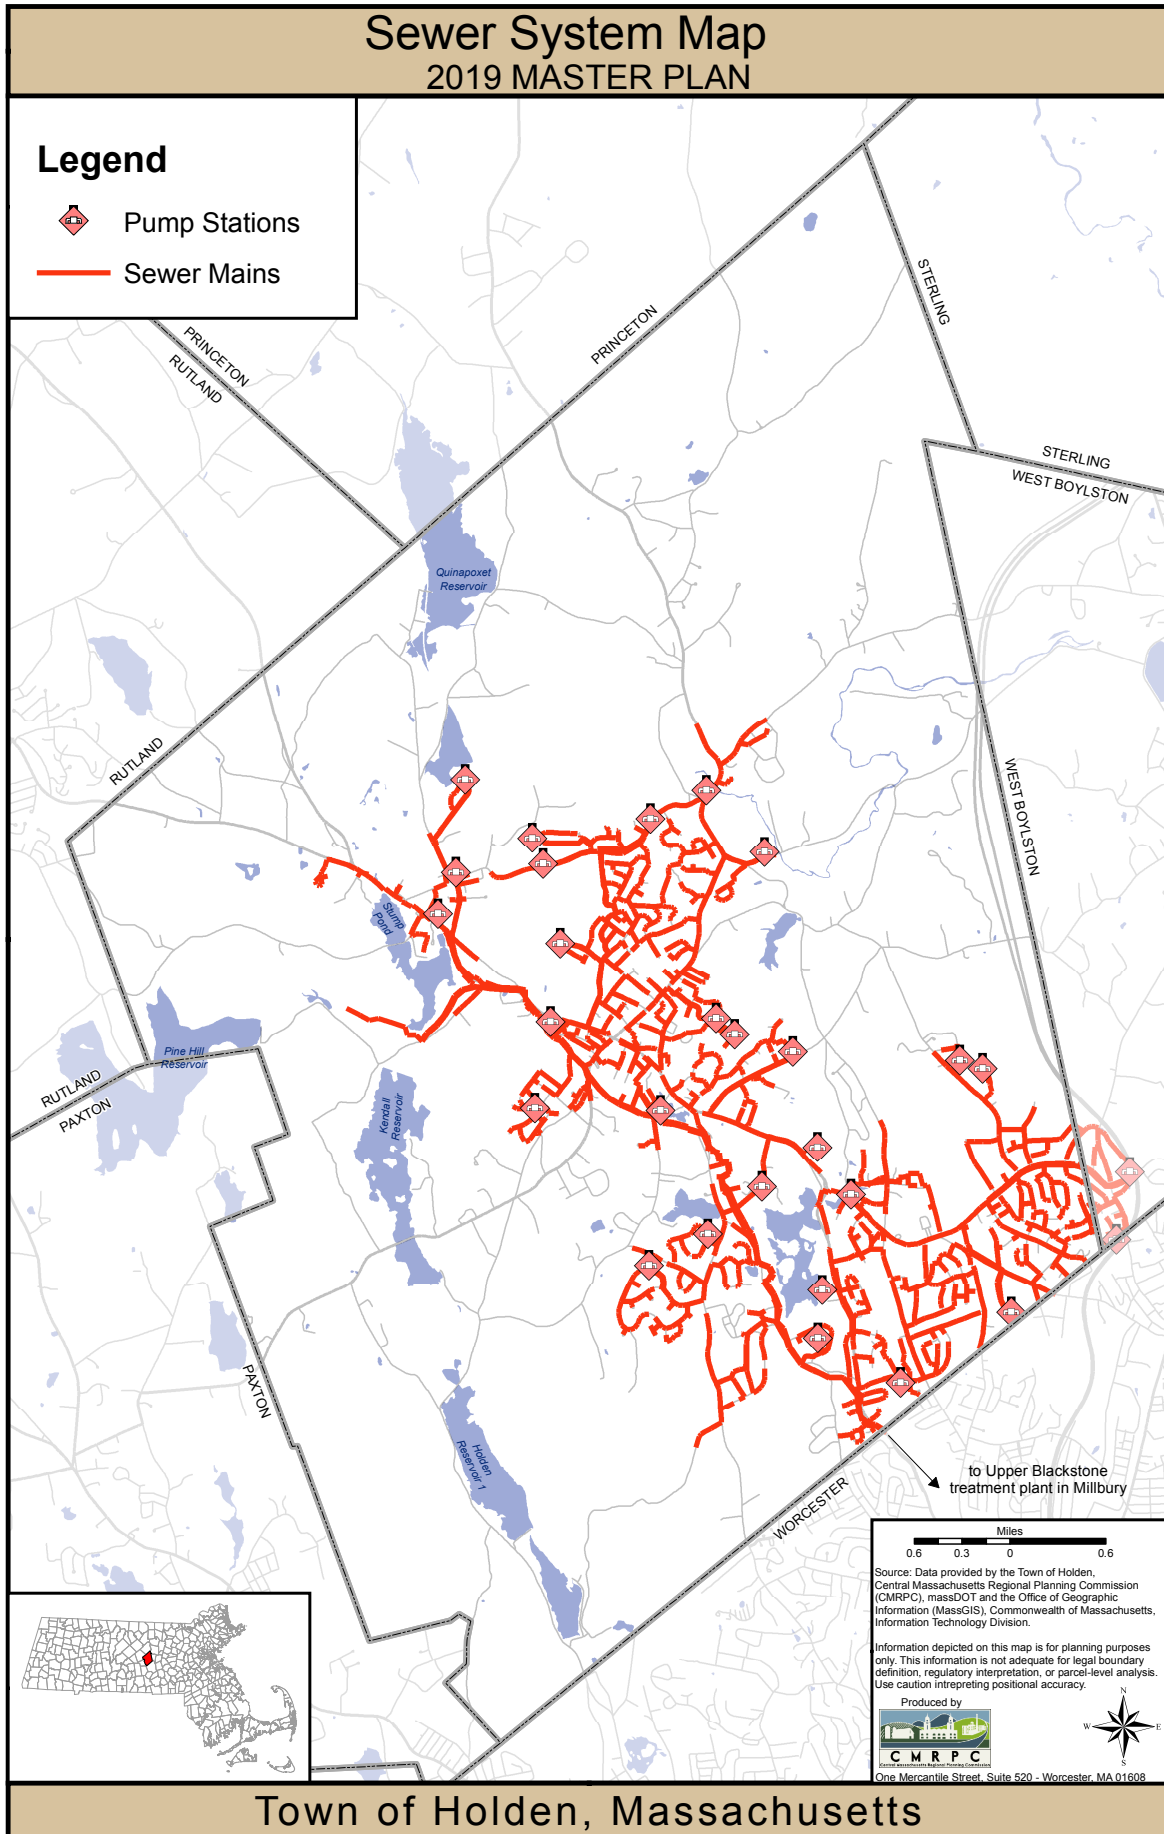 Sewer System Map
2019 MASTER PLAN
Legend
Pump Stations
Sewer Mains
PRINCETON
RUTLAND
PRINCETON
STERLING
STERLING
WEST BOYLSTON
Quinapoxet
Reservoir
RUTLAND
WEST BOYLSTON
Stump
Pond
Pine Hill
Reservoir
RUTLAND
PAXTON
Kendall
Reservoir
PAXTON
Holden
Reservoir 1
WORCESTER
to Upper Blackstone
treatment plant in Millbury
Miles
0.6 0.3 0 0.6
Source: Data provided by the Town of Holden,
Central Massachusetts Regional Planning Commission
(CMRPC), massDOT and the Office of Geographic
Information (MassGIS), Commonwealth of Massachusetts,
Information Technology Division.
Information depicted on this map is for planning purposes
only. This information is not adequate for legal boundary
definition, regulatory interpretation, or parcel-level analysis.
Use caution intrepreting positional accuracy.
Produced by
N
W E
S
C M R P C
Central Massachusetts Regional Planning Commission
One Mercantile Street, Suite 520 - Worcester, MA 01608
Town of Holden, Massachusetts